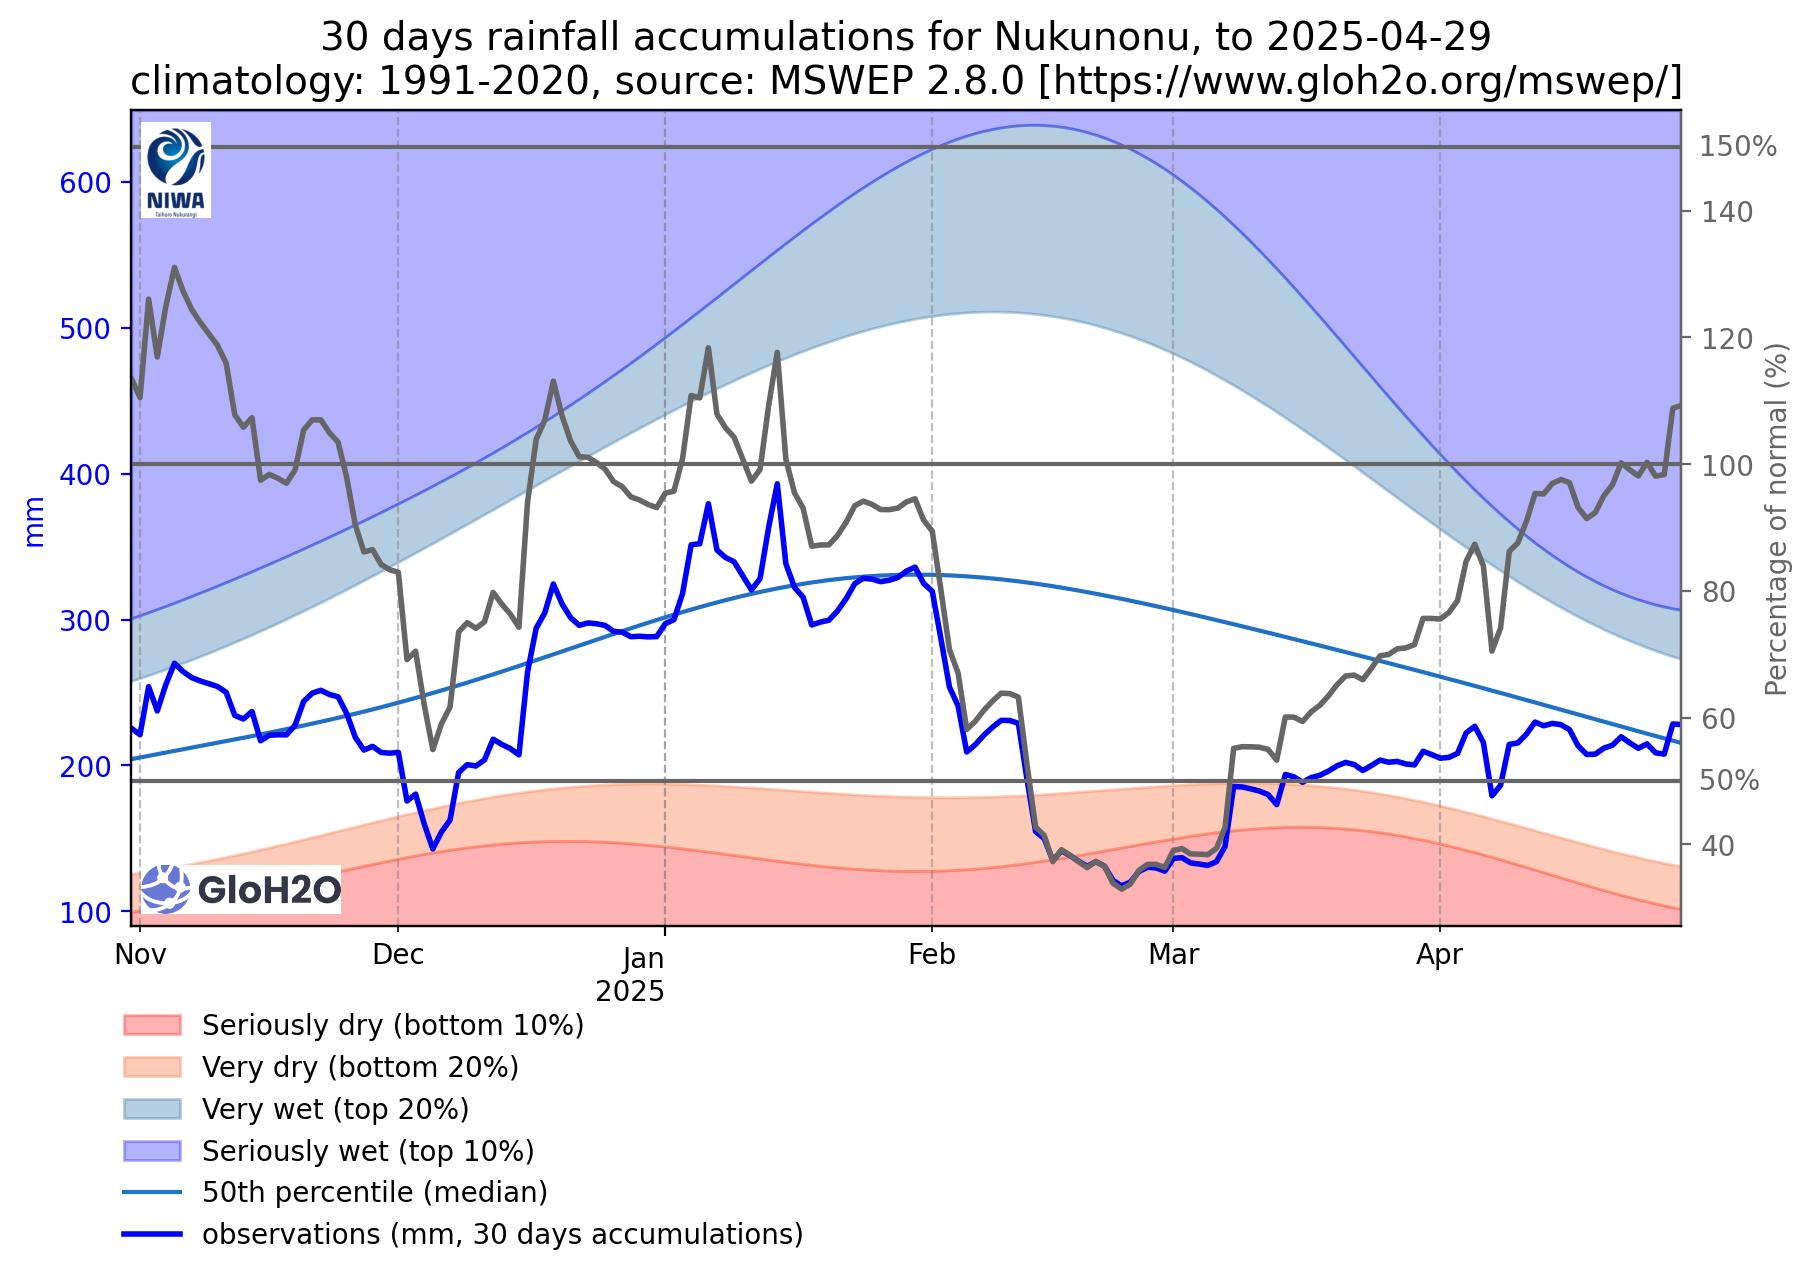 30 days rainfall accumulations for Nukunonu, to 2025-04-29
climatology: 1991-2020, source: MSWEP 2.8.0 [https://www.gloh2o.org/mswep/]
NIWA
Taihoro Nukurangi
600
500
400
300
200
100
mm
150%
140
120
100
80
60
50%
40
Percentage of normal (%)
GloH2O
Nov
Dec
Jan
2025
Feb
Mar
Apr
Seriously dry (bottom 10%)
Very dry (bottom 20%)
Very wet (top 20%)
Seriously wet (top 10%)
50th percentile (median)
observations (mm, 30 days accumulations)